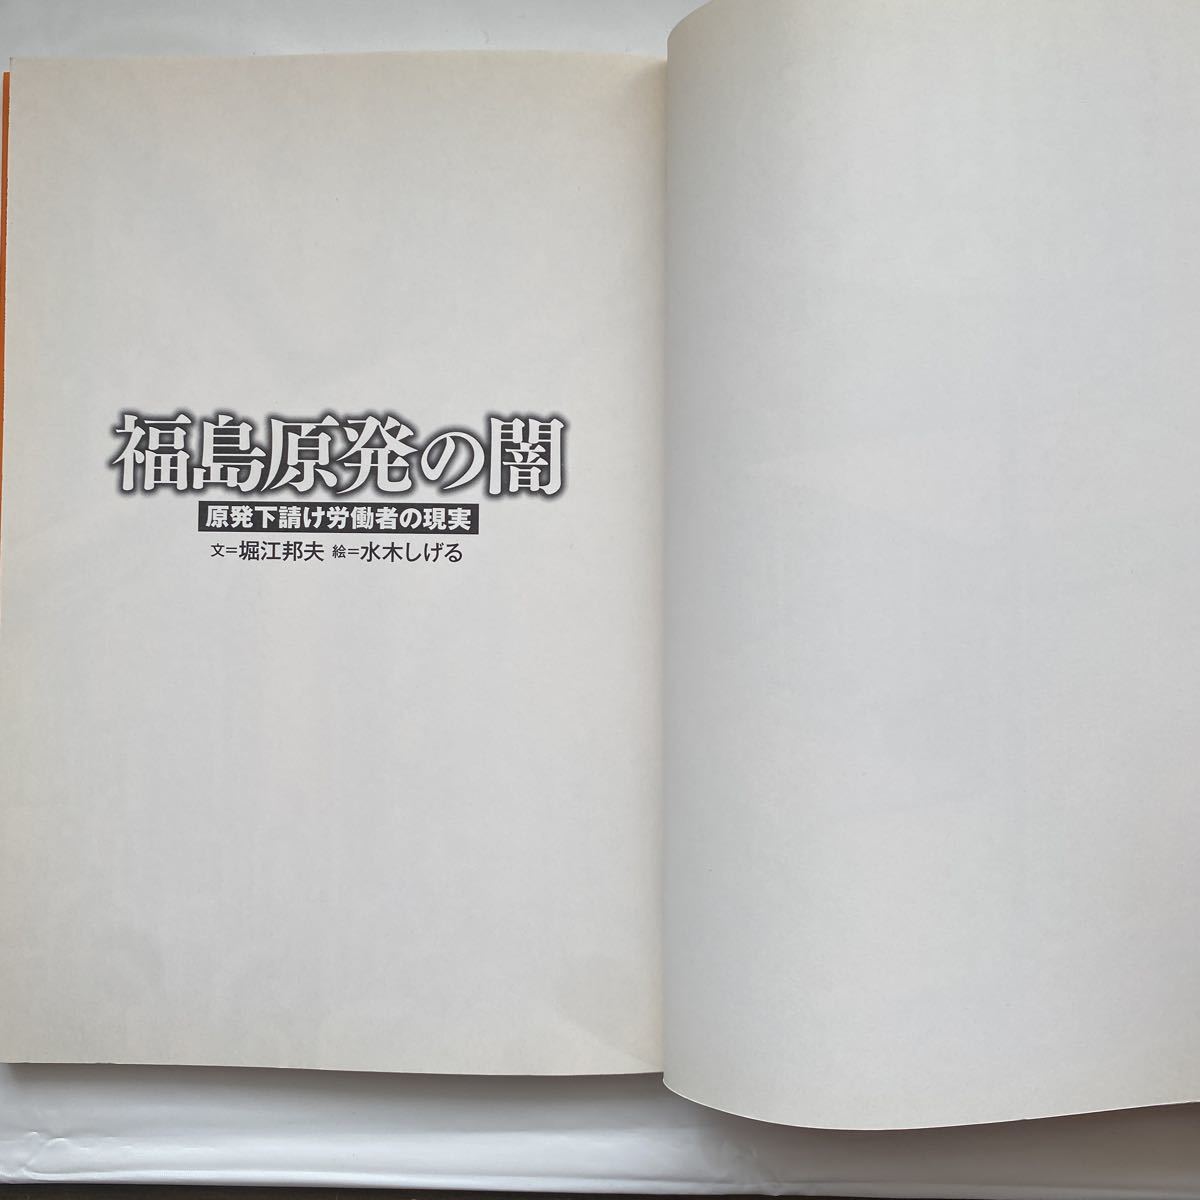 福島原発の闇
原発下請け労働者の現実
文＝堀江邦夫 絵＝水木しげる